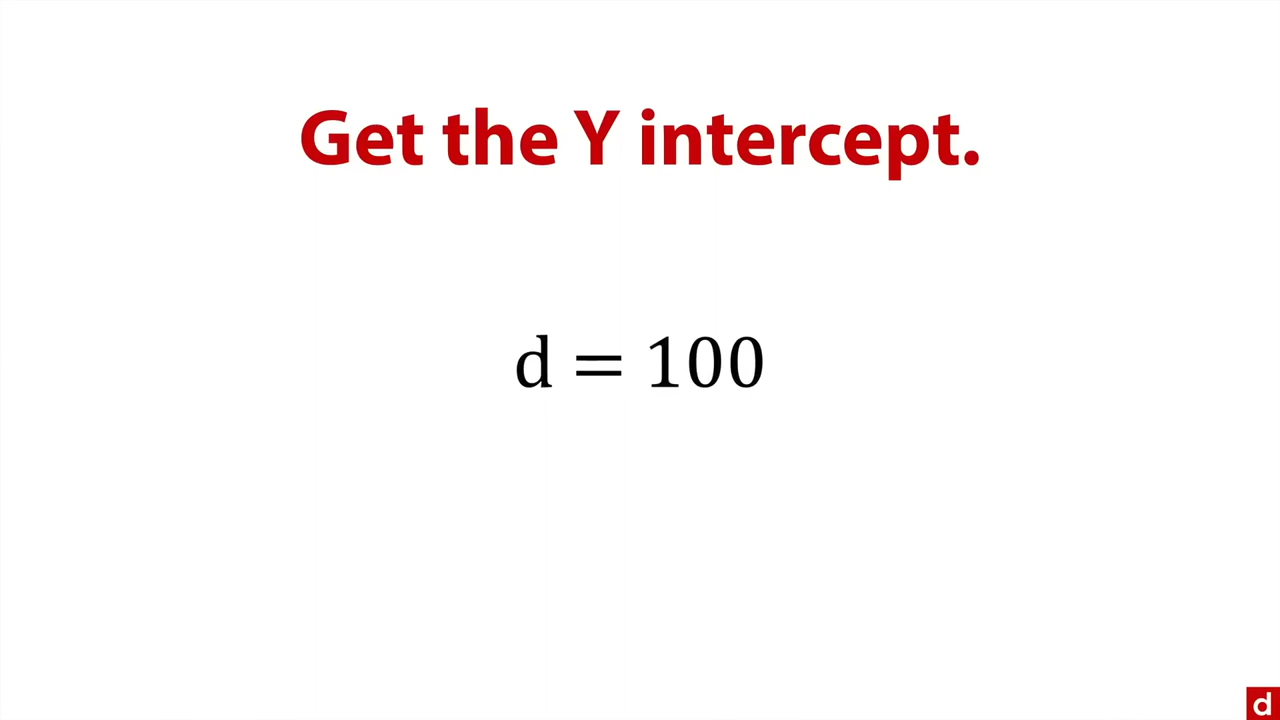 Get the Y intercept.
d = 100
d